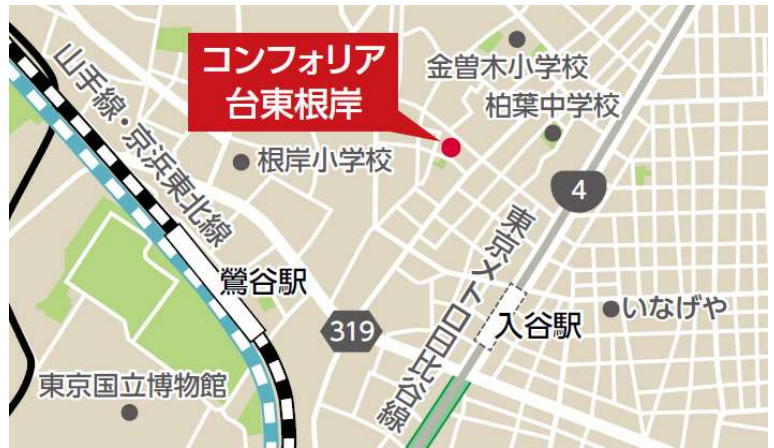 コンフォリア
台東根岸
金曽木小学校
柏葉中学校
山手線・京浜東北線
根岸小学校
4
東京メトロ日比谷線
鶯谷駅
319
入谷駅
いなげや
東京国立博物館